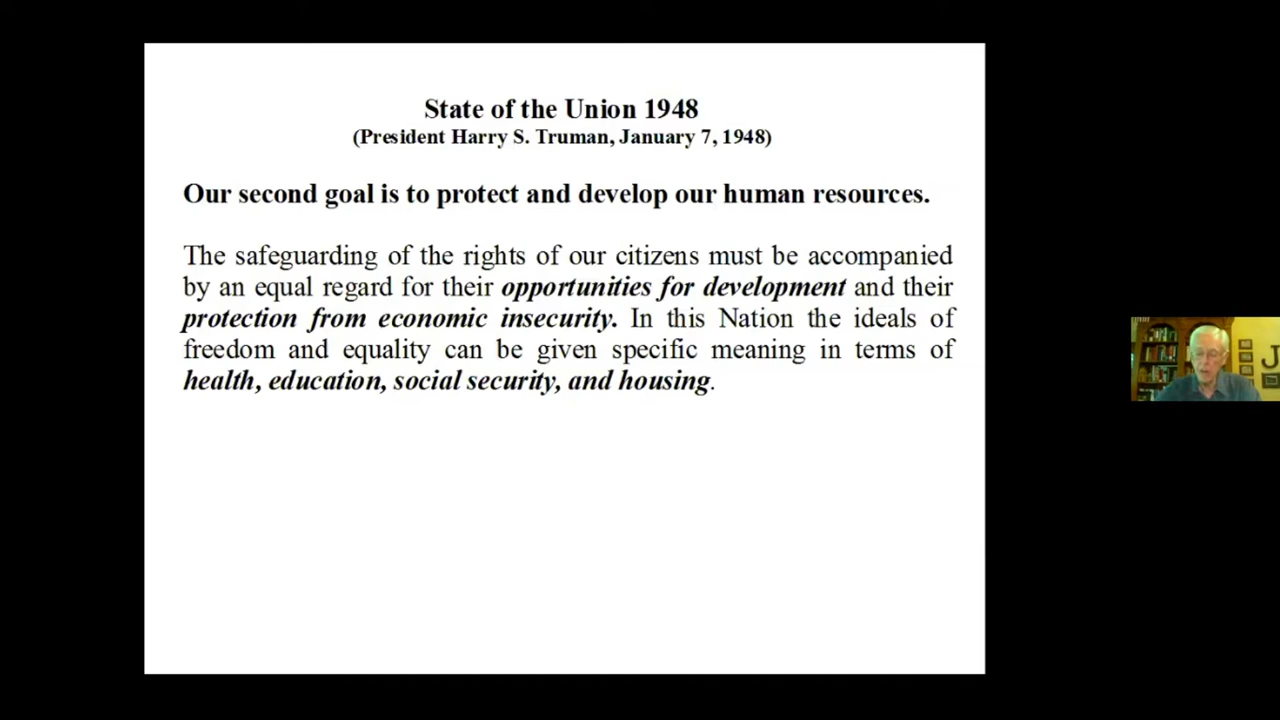 State of the Union 1948
(President Harry S. Truman, January 7, 1948)
Our second goal is to protect and develop our human resources.
The safeguarding of the rights of our citizens must be accompanied
by an equal regard for their opportunities for development and their
protection from economic insecurity. In this Nation the ideals of
freedom and equality can be given specific meaning in terms of
health, education, social security, and housing.
J